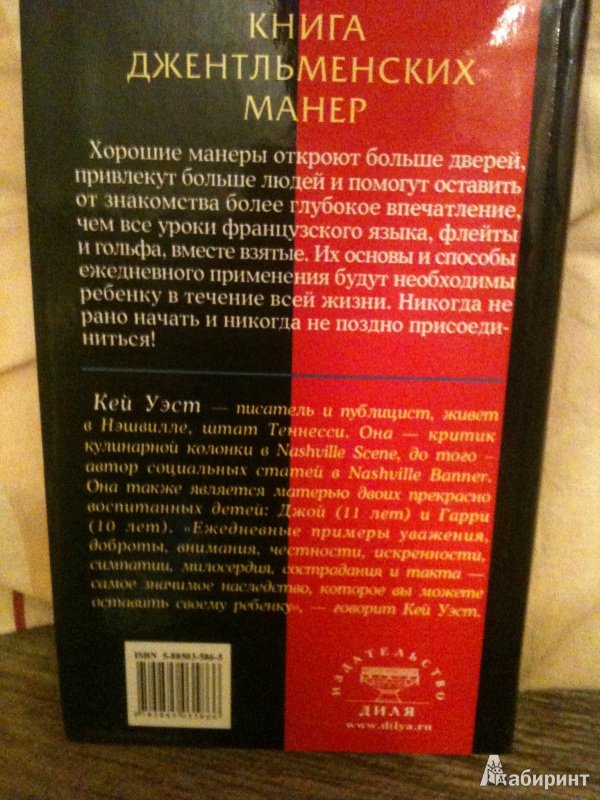 КНИГА
ДЖЕНТЛЬМЕНСКИХ
МАНЕР
Хорошие манеры откроют больше дверей,
привлекут больше людей и помогут оставить
от знакомства более глубокое впечатление,
чем все уроки французского языка, флейты
и гольфа, вместе взятые. Их основы и способы
ежедневного применения будут необходимы
ребенку в течение всей жизни. Никогда не
рано начать и никогда не поздно присоеди-
ниться!
Кей Уэст — писатель и публицист, живет
в Нэшвилле, штат Теннесси. Она — критик
кулинарной колонки в Nashville Scene, до того –
автор социальных статей в Nashville Banner.
Она также является матерью двоих прекрасно
воспитанных детей: Джой (11 лет) и Гарри
(10 лет). «Ежедневные примеры уважения,
доброты, внимания, честности, искренности,
симпатии, милосердия, сострадания и такта —
самое значимое наследство, которое вы можете
оставить своему ребенку», — говорит Кей Уэст.
ISBN 5-88503-586-5
ИЗДАТЕЛЬСТВО
ДИЛЯ
www.dilya.ru
Лабиринт